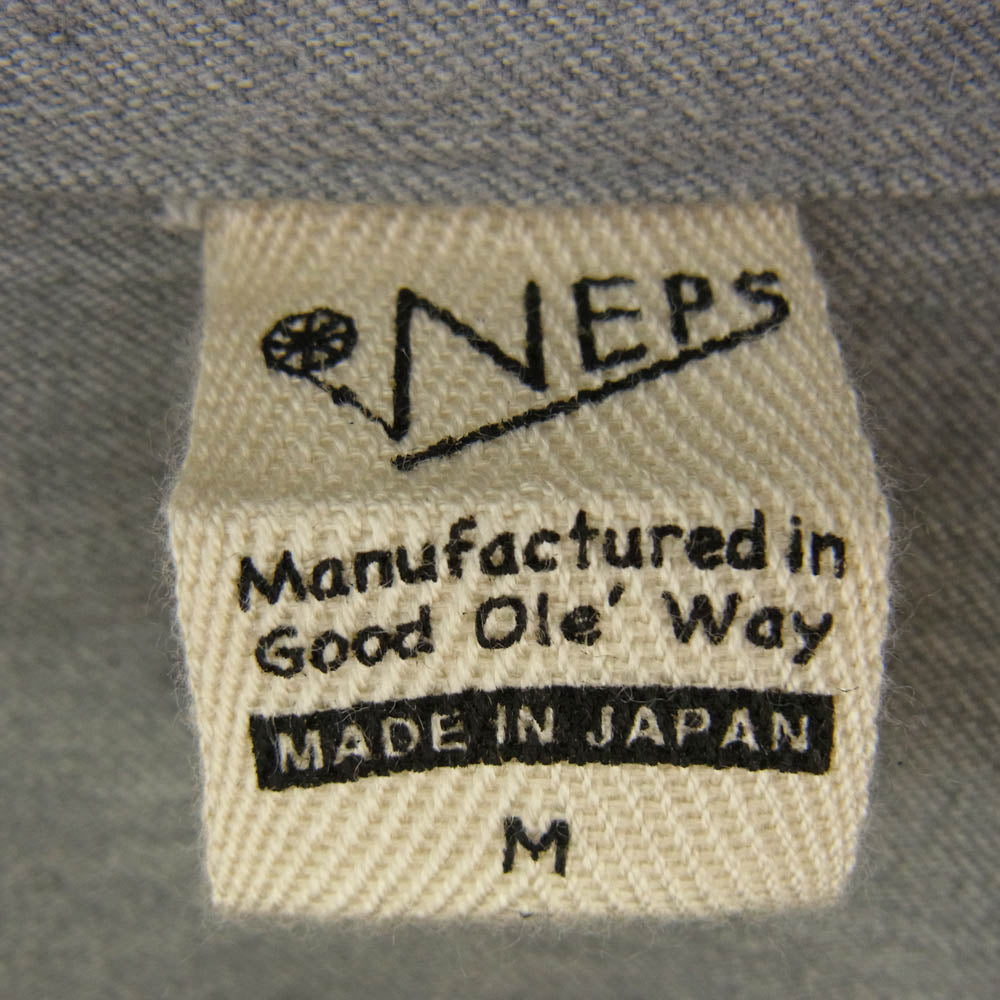 NEPS
Manufactured in
Good Ole' Way
MADE IN JAPAN
M